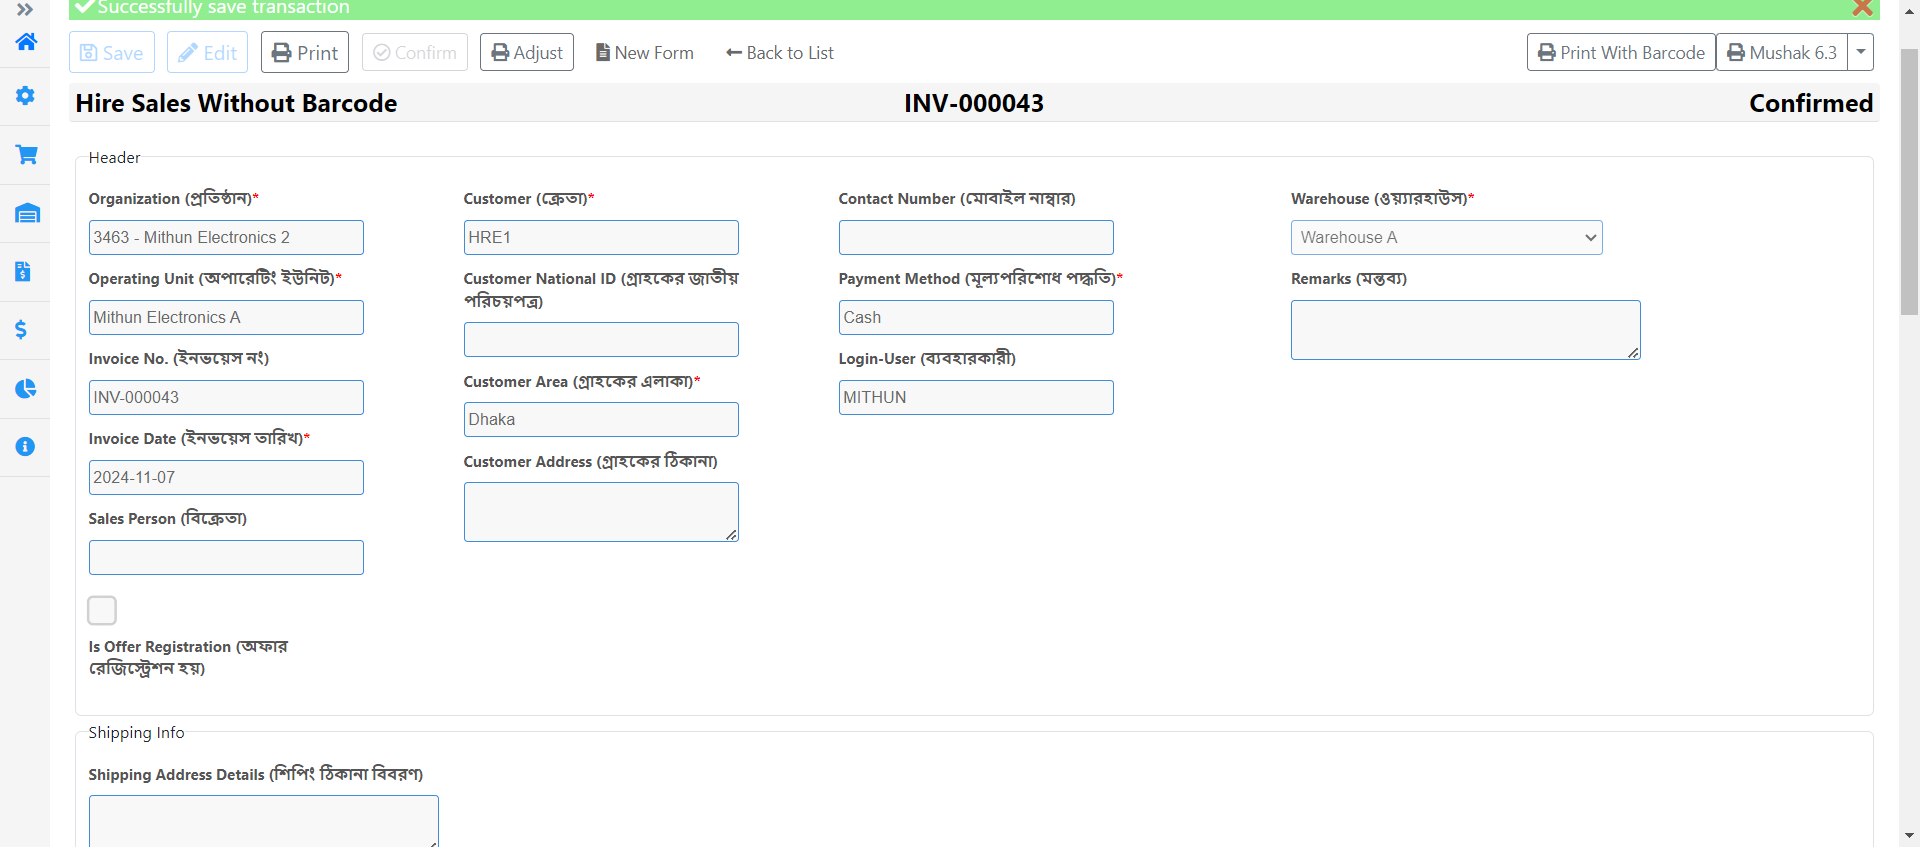 Successfully save transaction
Save Edit Print Confirm Adjust New Form Back to List Print With Barcode Mushak 6.3
Hire Sales Without Barcode INV-000043 Confirmed
Header
Organization (প্রতিষ্ঠান)*
3463 - Mithun Electronics 2
Operating Unit (অপারেটিং ইউনিট)*
Mithun Electronics A
Invoice No. (ইনভয়েস নং)
INV-000043
Invoice Date (ইনভয়েস তারিখ)*
2024-11-07
Sales Person (বিক্রেতা)
Is Offer Registration (অফার
রেজিস্ট্রেশন হয়)
Customer (ক্রেতা)*
HRE1
Customer National ID (গ্রাহকের জাতীয়
পরিচয়পত্র)
Customer Area (গ্রাহকের এলাকা)*
Dhaka
Customer Address (গ্রাহকের ঠিকানা)
Contact Number (মোবাইল নাম্বার)
Payment Method (মূল্যপরিশোধ পদ্ধতি)*
Cash
Login-User (ব্যবহারকারী)
MITHUN
Warehouse (ওয়্যারহাউস)*
Warehouse A
Remarks (মন্তব্য)
Shipping Info
Shipping Address Details (শিপিং ঠিকানা বিবরণ)